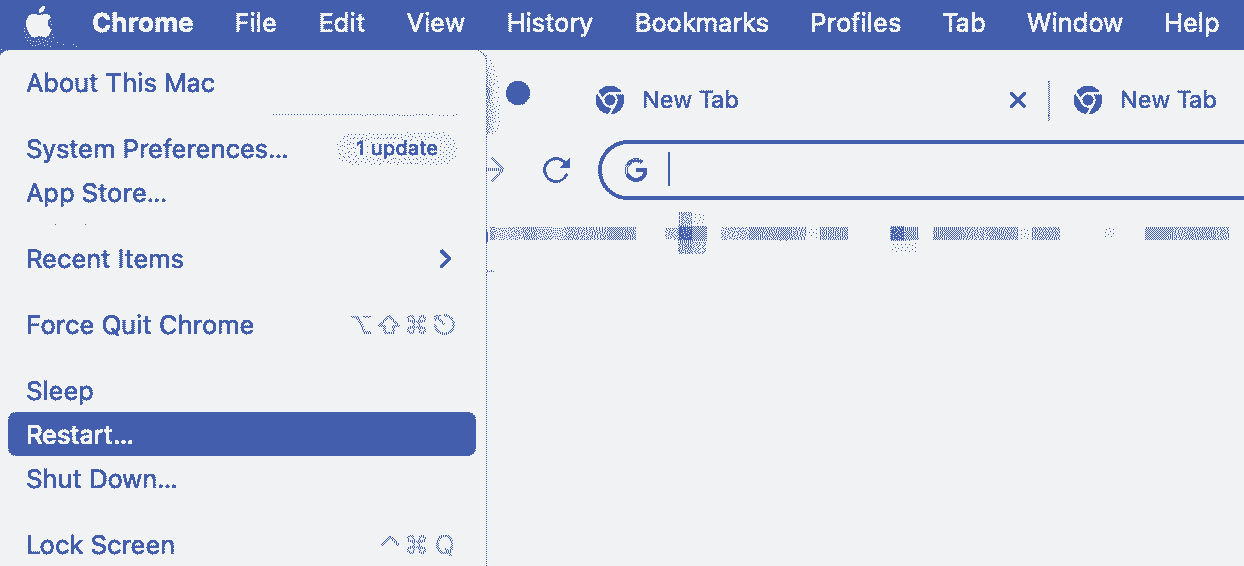 Chrome File Edit View History Bookmarks Profiles Tab Window Help
About This Mac
System Preferences... 1 update
App Store...
Recent Items
Force Quit Chrome ⌥⇧⌘⎋
Sleep
Restart...
Shut Down...
Lock Screen ^⌘Q
New Tab New Tab